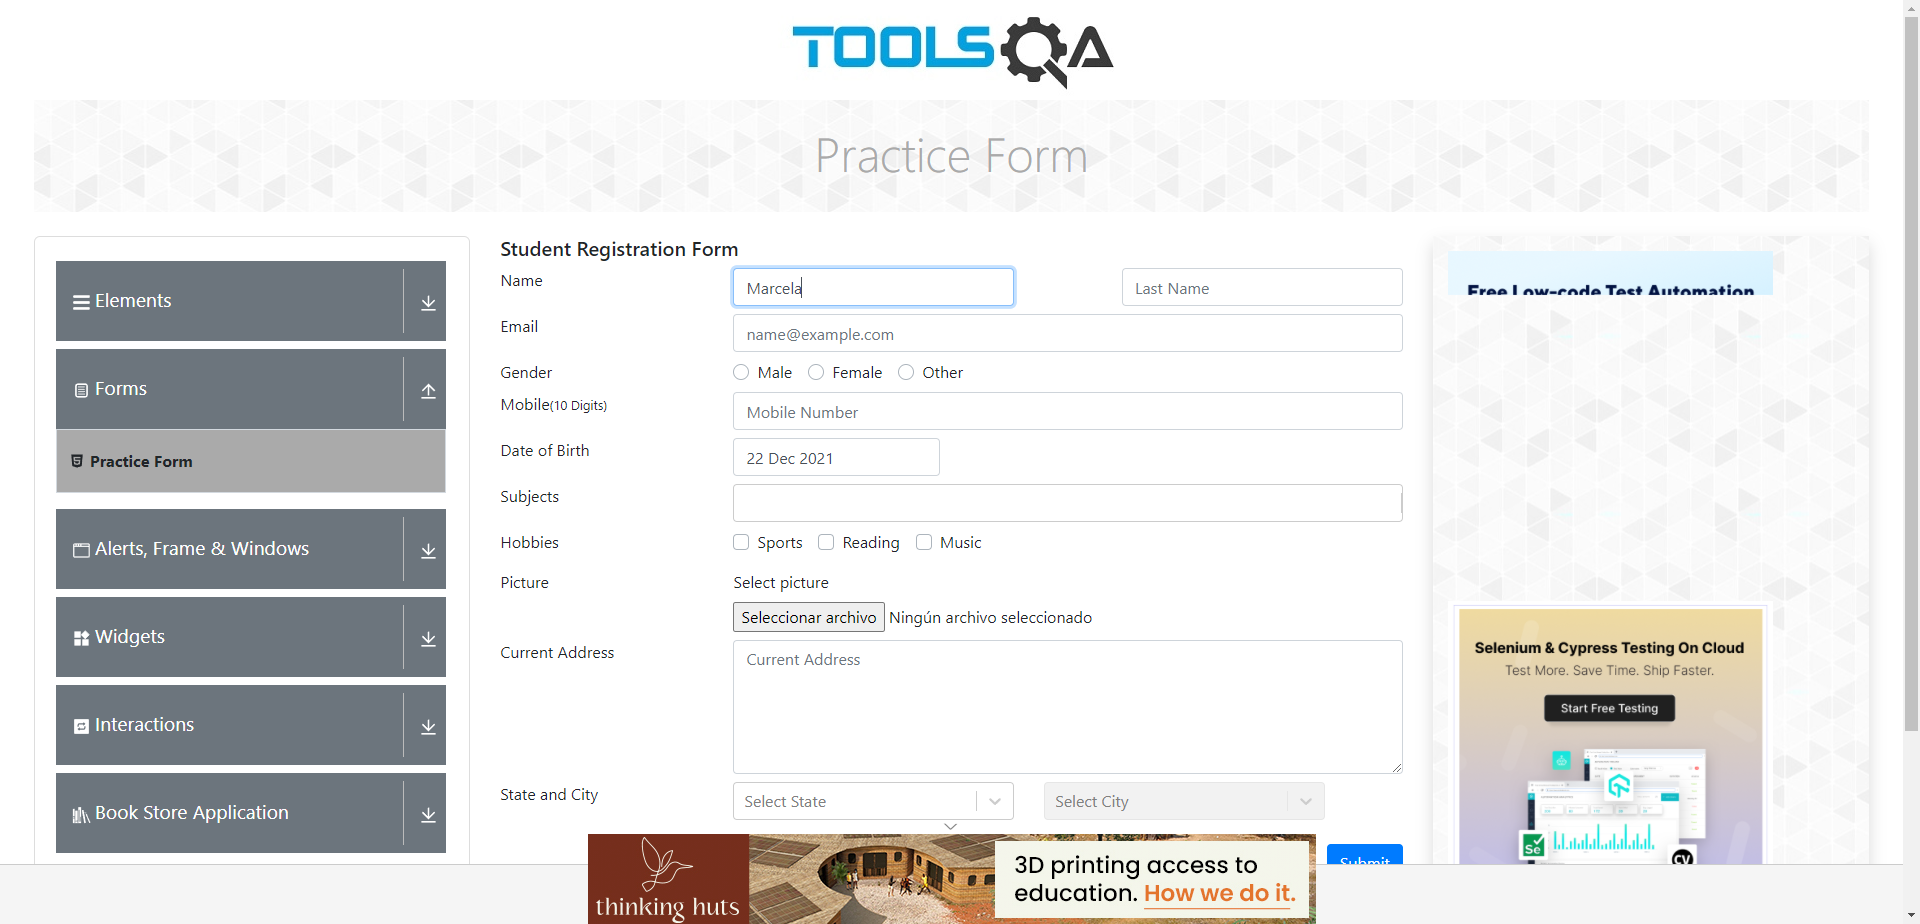 TOOLSQA
Practice Form
Elements
Forms
Practice Form
Alerts, Frame & Windows
Widgets
Interactions
Book Store Application
Student Registration Form
Name
Marcela
Last Name
Email
name@example.com
Gender
Male
Female
Other
Mobile(10 Digits)
Mobile Number
Date of Birth
22 Dec 2021
Subjects
Hobbies
Sports
Reading
Music
Picture
Select picture
Seleccionar archivo Ningún archivo seleccionado
Current Address
Current Address
State and City
Select State
Select City
Submit
Free Low-code Test Automation
Selenium & Cypress Testing On Cloud
Test More. Save Time. Ship Faster.
Start Free Testing
Se
CY
thinking huts
3D printing access to
education. How we do it.